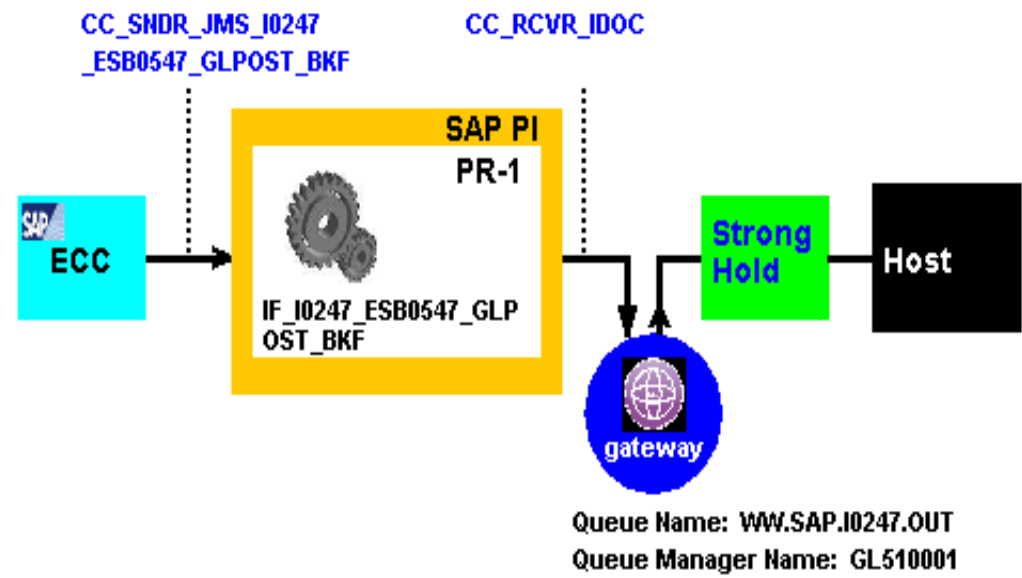 CC_SNDR_JMS_I0247
_ESB0547_GLPOST_BKF
CC_RCVR_IDOC
SAP PI
PR-1
SAP
ECC
IF_I0247_ESB0547_GLP
OST_BKF
Strong
Hold
Host
gateway
Queue Name: WW.SAP.I0247.OUT
Queue Manager Name: GL510001